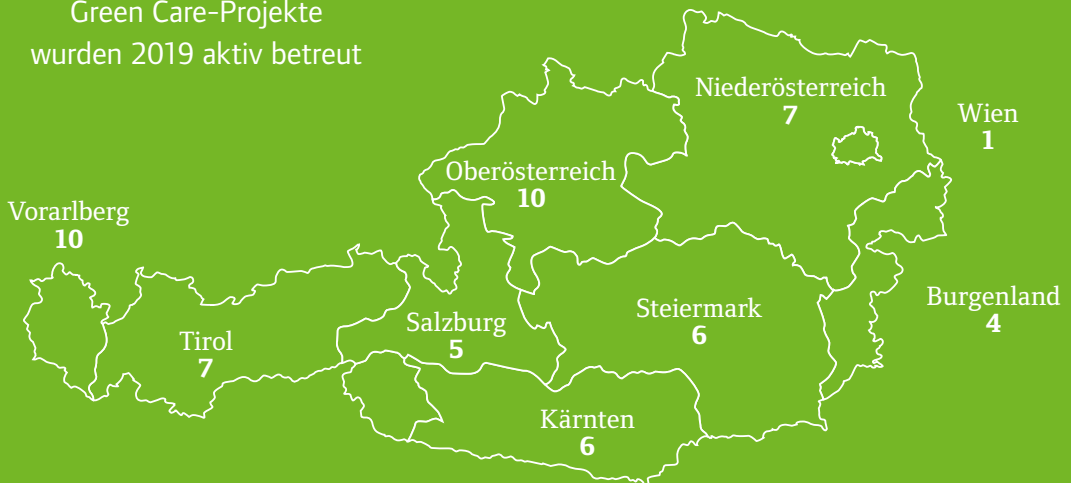 Green Care-Projekte
wurden 2019 aktiv betreut
Niederösterreich
7
Wien
1
Oberösterreich
10
Vorarlberg
10
Burgenland
4
Steiermark
6
Salzburg
5
Tirol
7
Kärnten
6